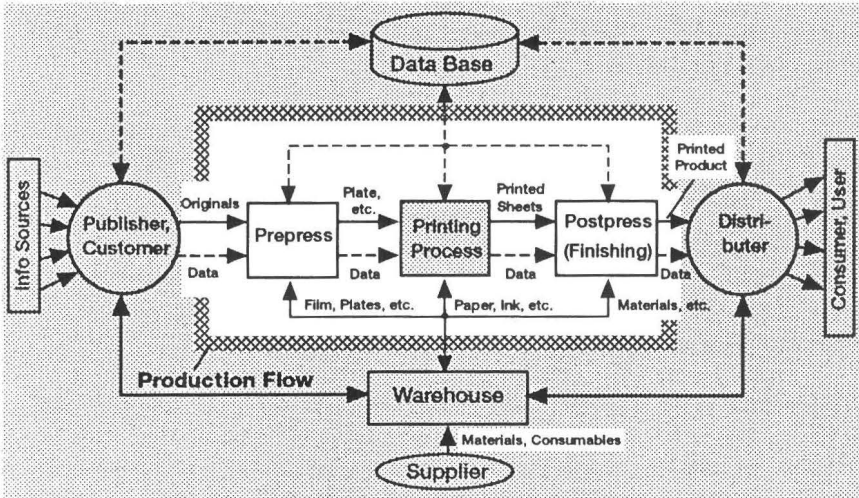 Data Base
Info Sources
Publisher,
Customer
Originals
Data
Prepress
Plate,
etc.
Data
Printing
Process
Printed
Sheets
Data
Postpress
(Finishing)
Printed
Product
Data
Distri-
buter
Consumer, User
Film, Plates, etc.
Paper, Ink, etc.
Materials, etc.
Production Flow
Warehouse
Materials, Consumables
Supplier